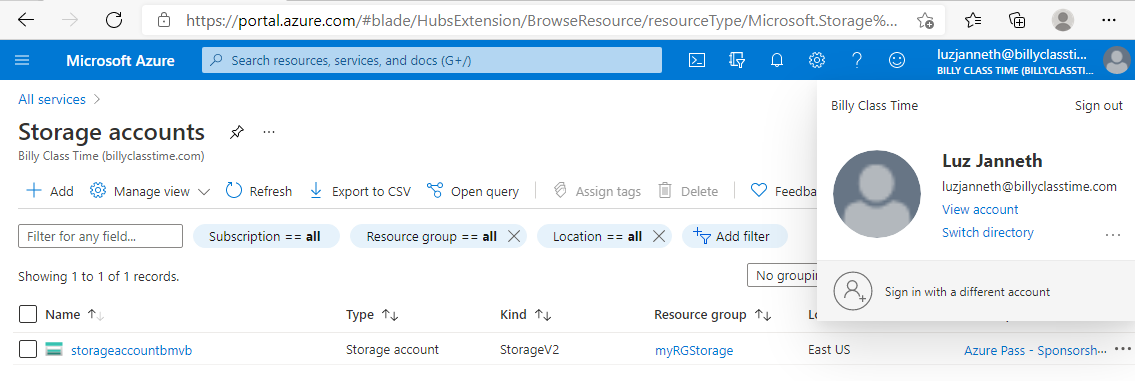 https://portal.azure.com/#blade/HubsExtension/BrowseResource/resourceType/Microsoft.Storage%...
Microsoft Azure
Search resources, services, and docs (G+/)
luzjanneth@billyclassti...
BILLY CLASS TIME (BILLYCLASSTI...
All services >
Billy Class Time
Sign out
Storage accounts ...
Billy Class Time (billyclasstime.com)
Luz Janneth
luzjanneth@billyclasstime.com
View account
Switch directory
...
+ Add Manage view Refresh Export to CSV Open query Assign tags Delete Feedba
Filter for any field... Subscription == all Resource group == all Location == all Add filter
Showing 1 to 1 of 1 records.
No groupin
Sign in with a different account
Name Type Kind Resource group Lo
storageaccountbmvb Storage account StorageV2 myRGStorage East US Azure Pass - Sponsorsh... ...